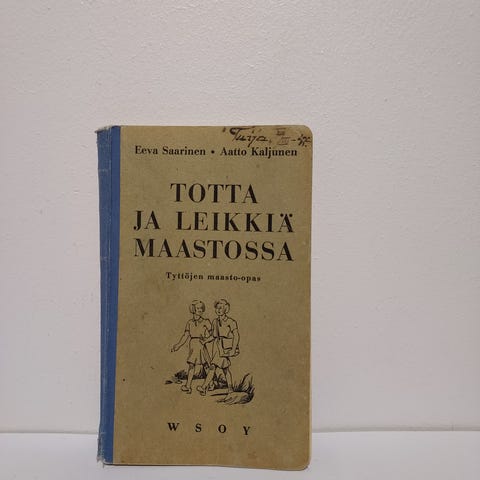 Eeva Saarinen • Aatto Kaljunen
TOTTA
JA LEIKKIÄ
MAASTOSSA
Tyttöjen maasto-opas
WSOY